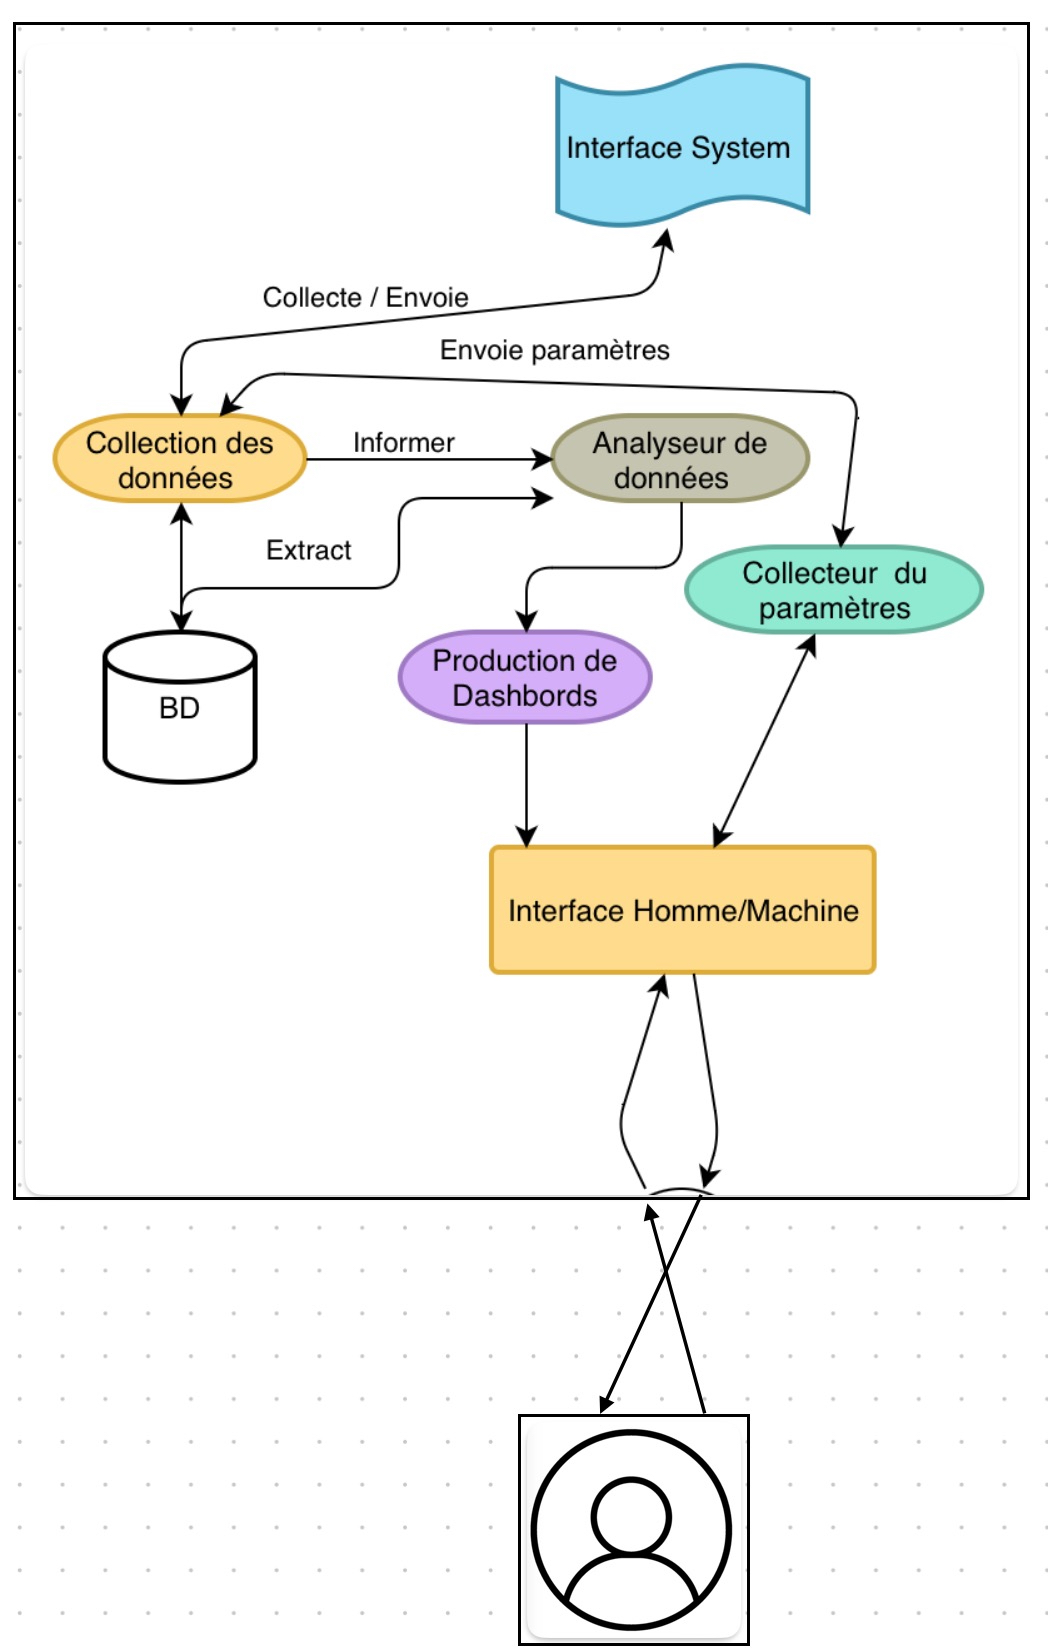 Interface System
Collecte / Envoie
Envoie paramètres
Collection des
données
Informer
Analyseur de
données
Extract
Collecteur  du
paramètres
Production de
Dashbords
BD
Interface Homme/Machine